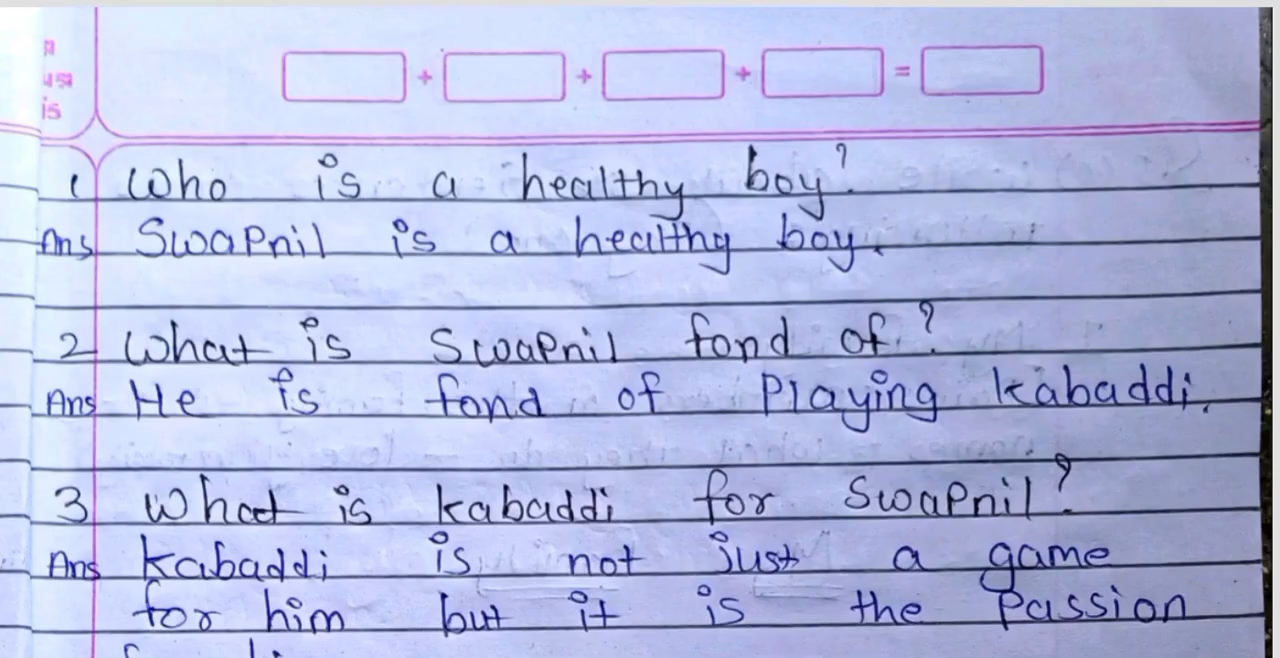 is
+ + + =
1 Who is a healthy boy?
Ans Swapnil is a healthy boy.
2 What is Swapnil fond of?
Ans He is fond of Playing kabaddi.
3 What is kabaddi for Swapnil?
Ans kabaddi is not just a game
for him but it is the Passion